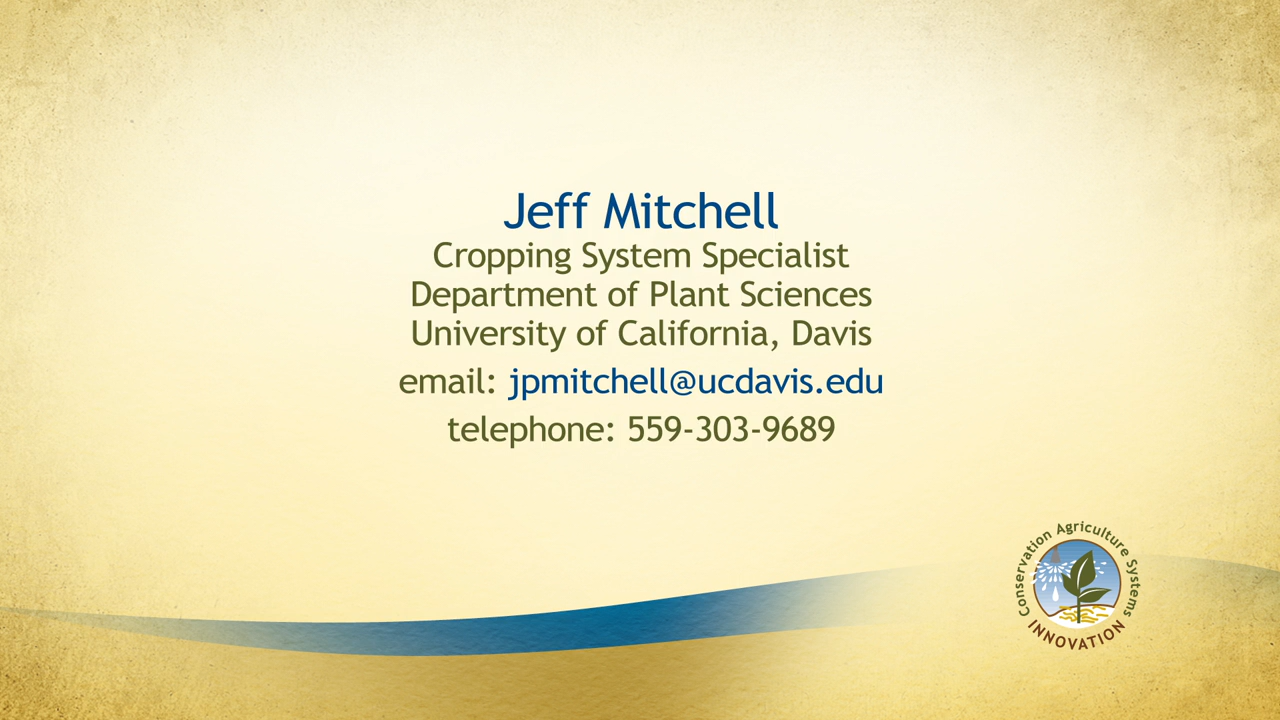 Jeff Mitchell
Cropping System Specialist
Department of Plant Sciences
University of California, Davis
email: jpmitchell@ucdavis.edu
telephone: 559-303-9689
Conservation Agriculture Systems
INNOVATION